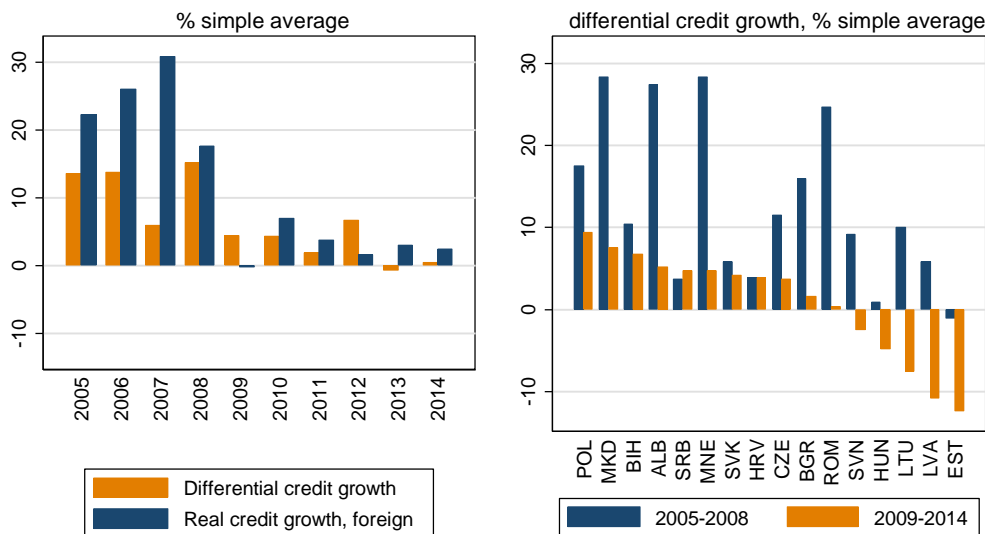 % simple average
30
20
10
0
-10
2005
2006
2007
2008
2009
2010
2011
2012
2013
2014
Differential credit growth
Real credit growth, foreign
differential credit growth, % simple average
30
20
10
0
-10
POL
MKD
BIH
ALB
SRB
MNE
SVK
HRV
CZE
BGR
ROM
SVN
HUN
LTU
LVA
EST
2005-2008
2009-2014